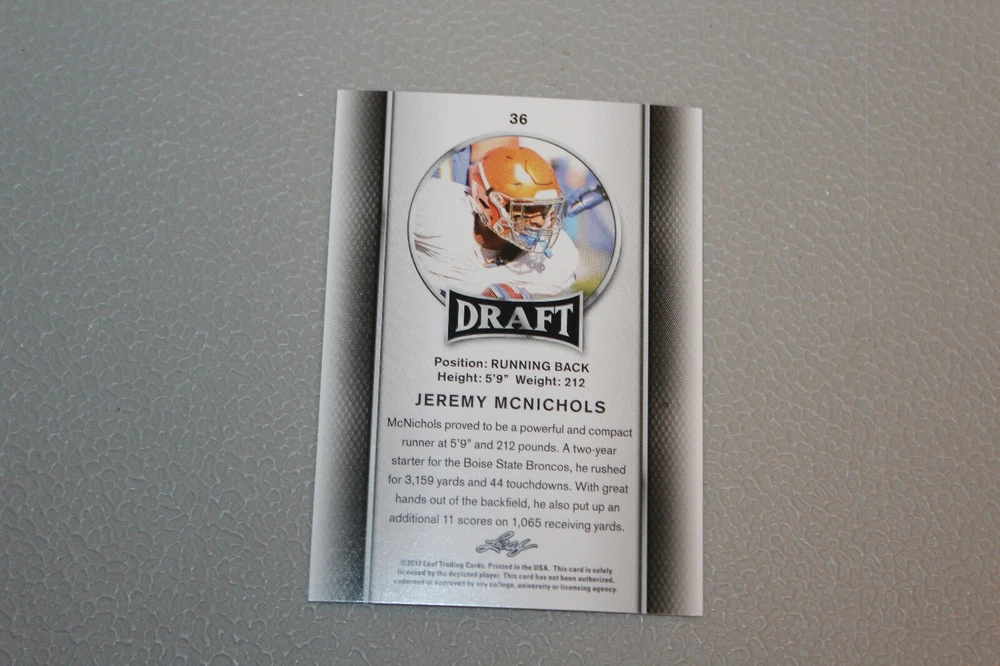 36
DRAFT
Position: RUNNING BACK
Height: 5'9" Weight: 212
JEREMY MCNICHOLS
McNichols proved to be a powerful and compact
runner at 5'9" and 212 pounds. A two-year
starter for the Boise State Broncos, he rushed
for 3,159 yards and 44 touchdowns. With great
hands out of the backfield, he also put up an
additional 11 scores on 1,065 receiving yards.
Leaf
Leaf Trading Cards. Printed in the USA. This card is solely
licensed by the depicted player. This card has not been authorized,
endorsed or approved by any college, university or licensing agency.